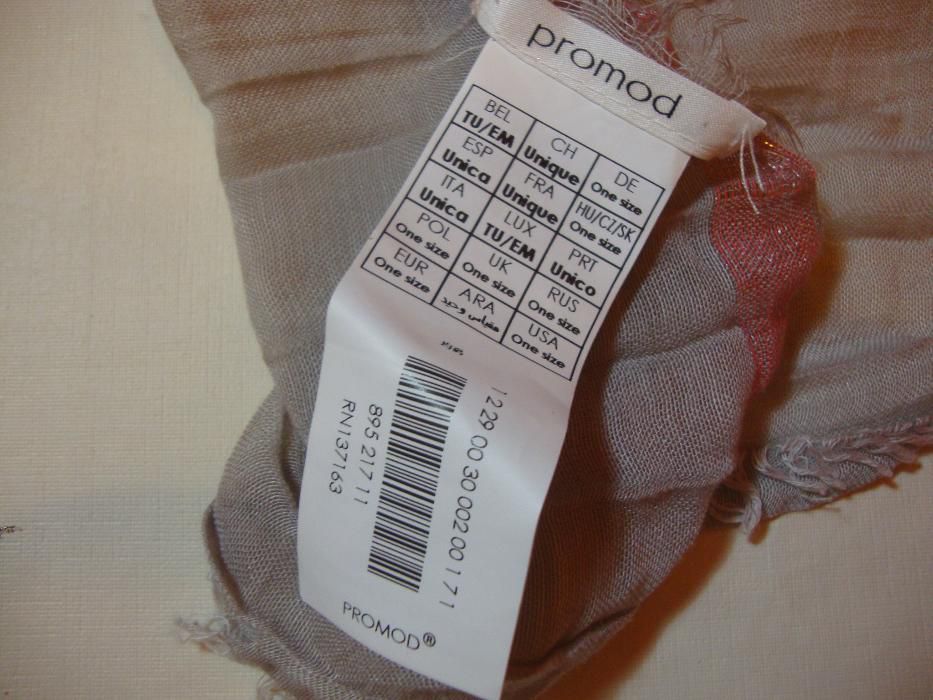 promod
BEL CH DE
TU/EM Unique One size
ESP FRA HU/CZ/SK
Unica Unique One size
ITA LUX PRT
Unica TU/EM Unico
POL UK RUS
One size One size One size
EUR ARA USA
One size مقياس وحيد One size
1229 00 30 002 00 171
895 217 11
RN137163
PROMOD®